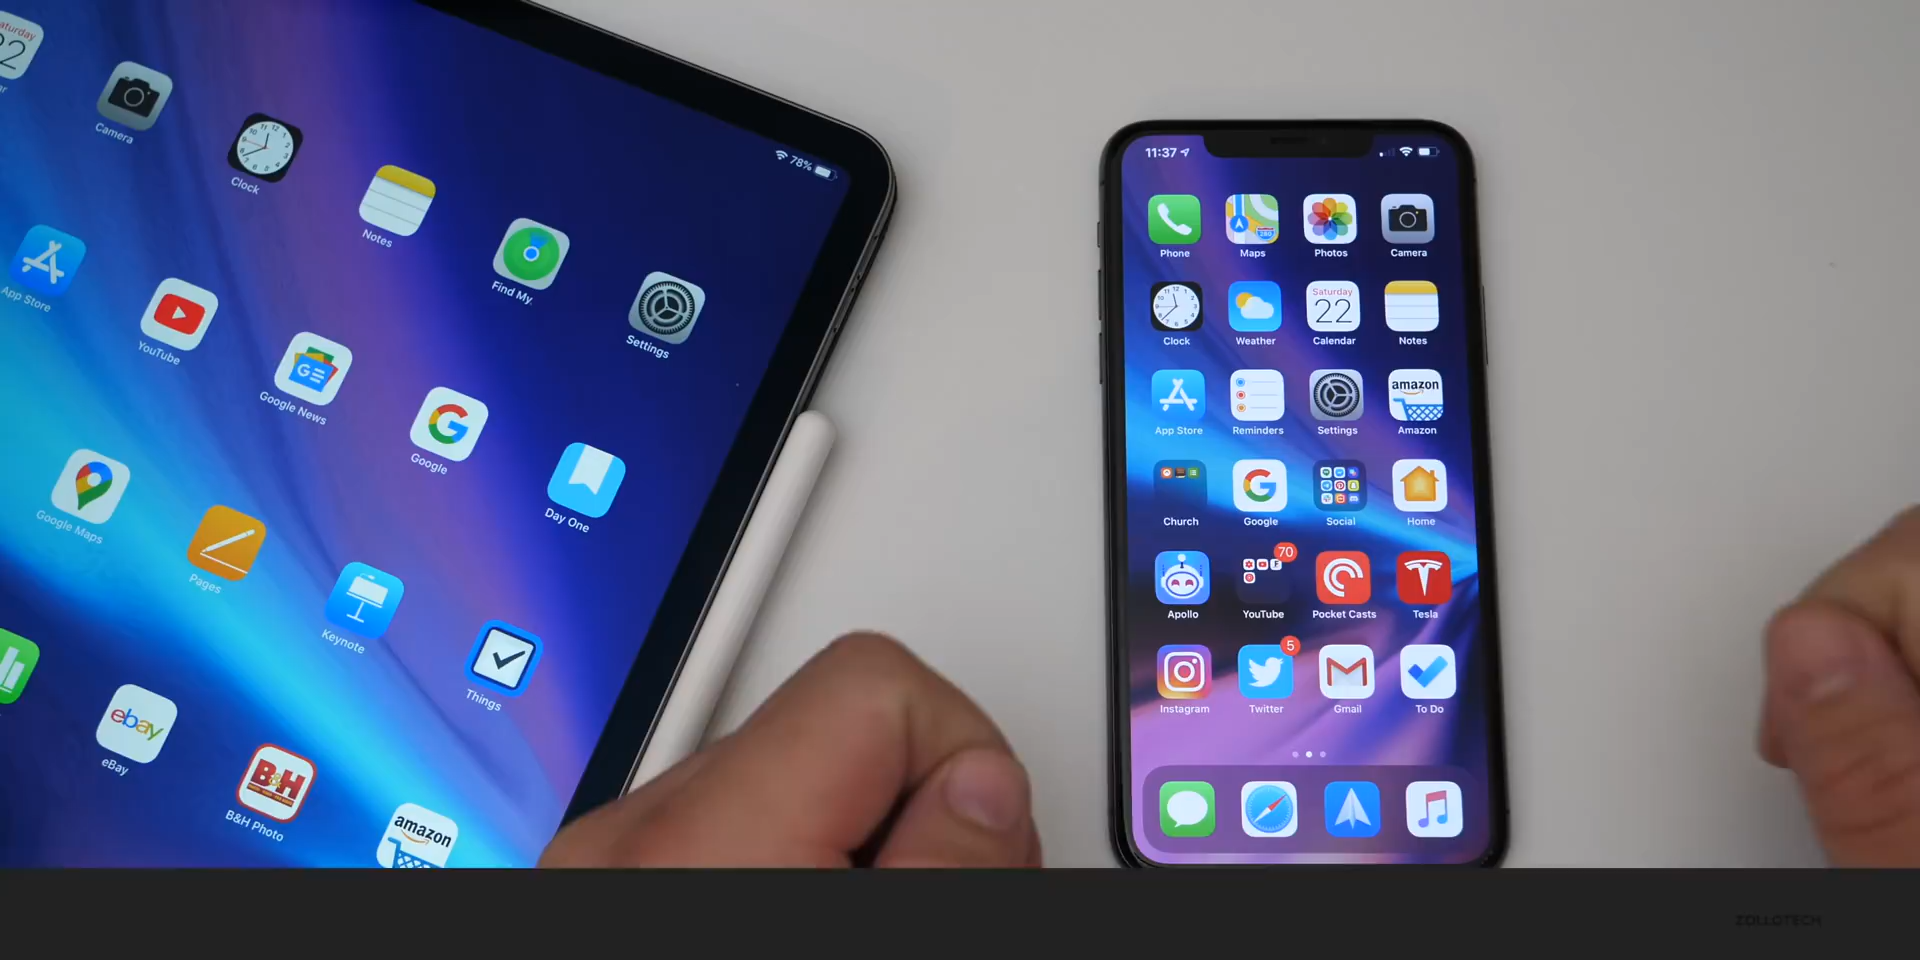 Saturday
22
Camera
Clock
Notes
Find My
Settings
78%
App Store
YouTube
Google News
Google
Day One
Google Maps
Pages
Keynote
Things
ebay
eBay
B&H
B&H Photo
amazon
11:37
Phone
Maps
Photos
Camera
Clock
Weather
Saturday
22
Calendar
Notes
App Store
Reminders
Settings
amazon
Amazon
Church
Google
Social
Home
Apollo
70
YouTube
Pocket Casts
Tesla
Instagram
5
Twitter
Gmail
To Do
ZOLLOTECH